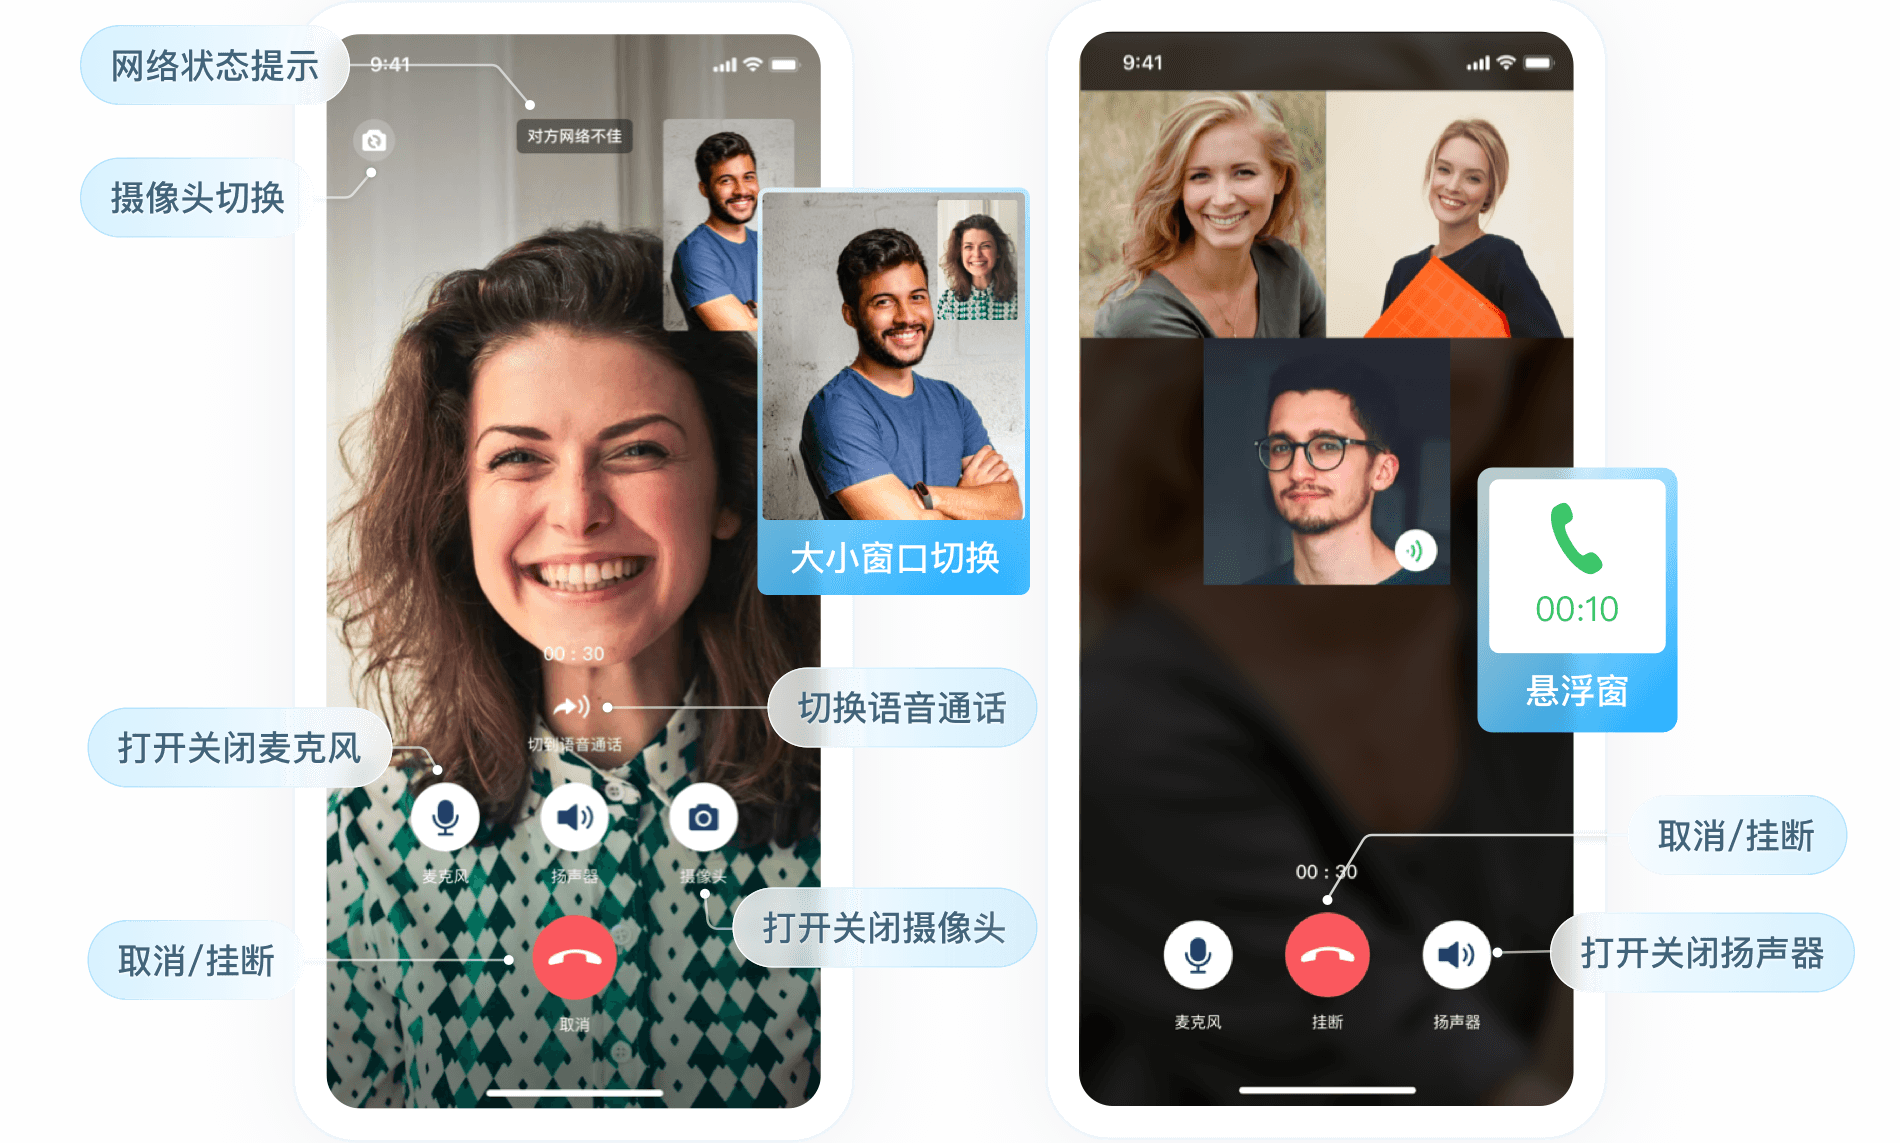 网络状态提示
9:41
对方网络不佳
摄像头切换
大小窗口切换
00 : 30
切换语音通话
切到语音通话
打开关闭麦克风
麦克风
扬声器
摄像头
打开关闭摄像头
取消/挂断
取消
9:41
00:10
悬浮窗
取消/挂断
00 : 30
打开关闭扬声器
麦克风
挂断
扬声器